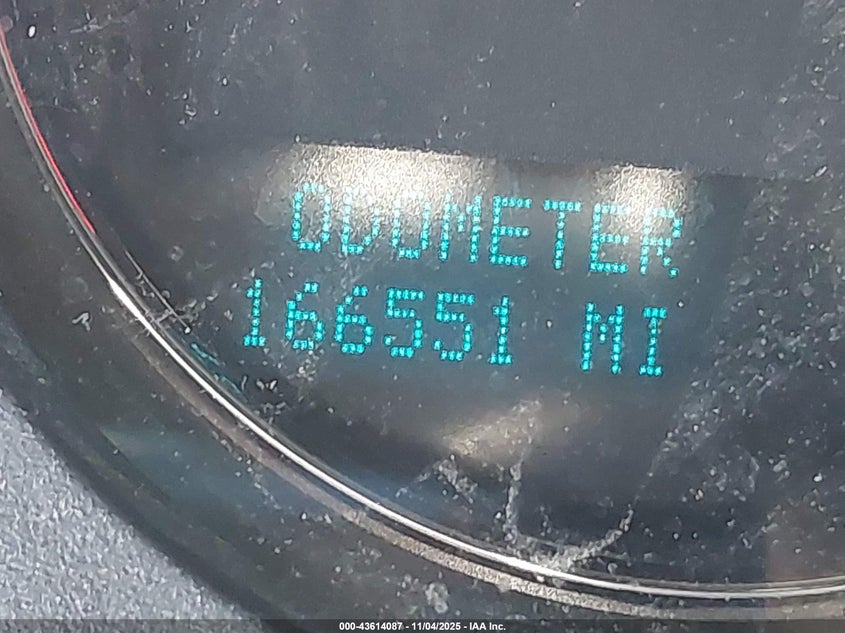 ODOMETER
166551 MI
000-43614087 - 11/04/2025 - IAA Inc.